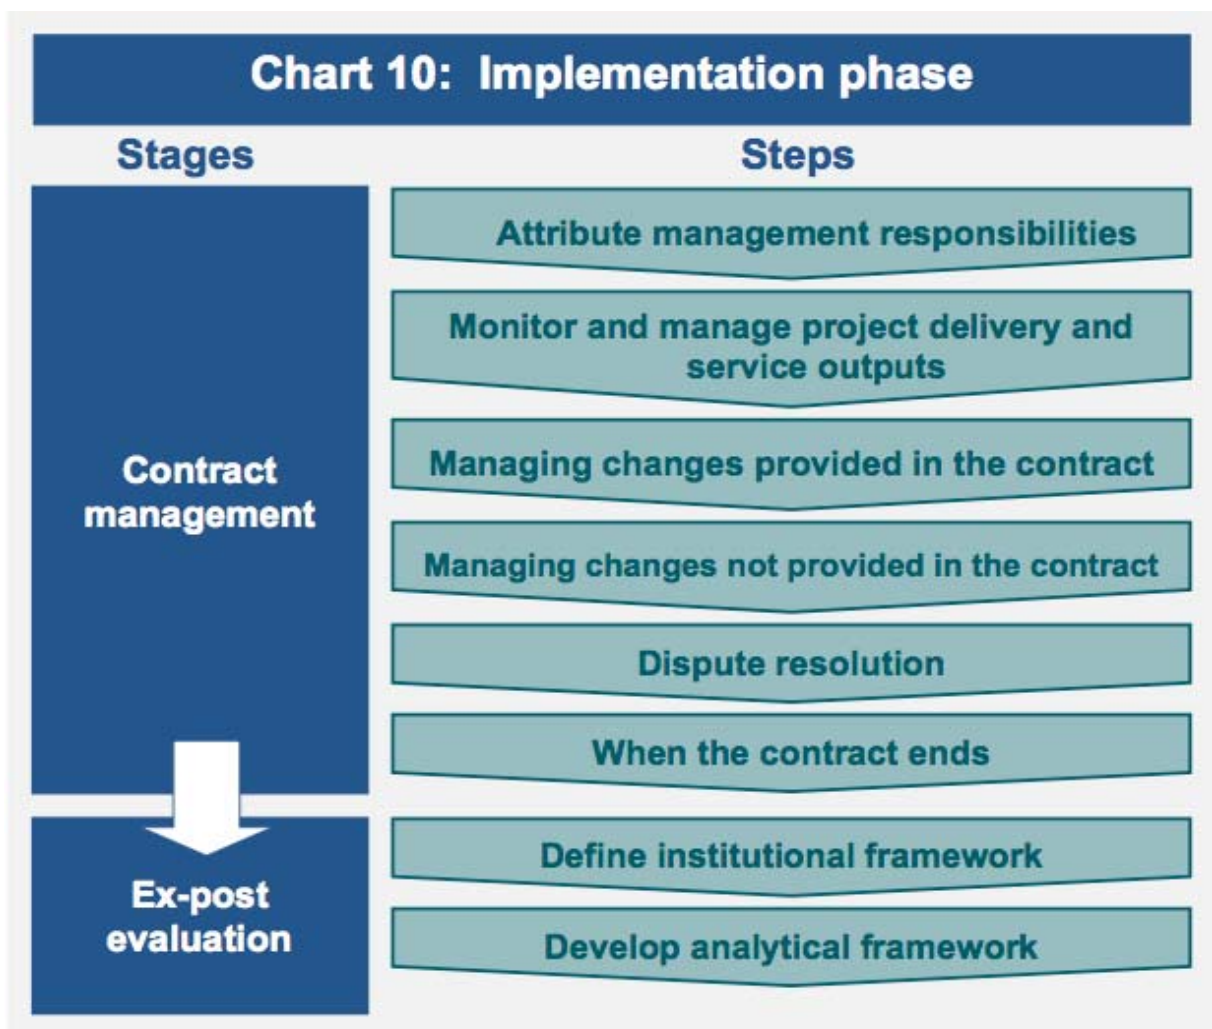 Chart 10: Implementation phase
Stages
Steps
Contract
management
Attribute management responsibilities
Monitor and manage project delivery and
service outputs
Managing changes provided in the contract
Managing changes not provided in the contract
Dispute resolution
When the contract ends
Ex-post
evaluation
Define institutional framework
Develop analytical framework